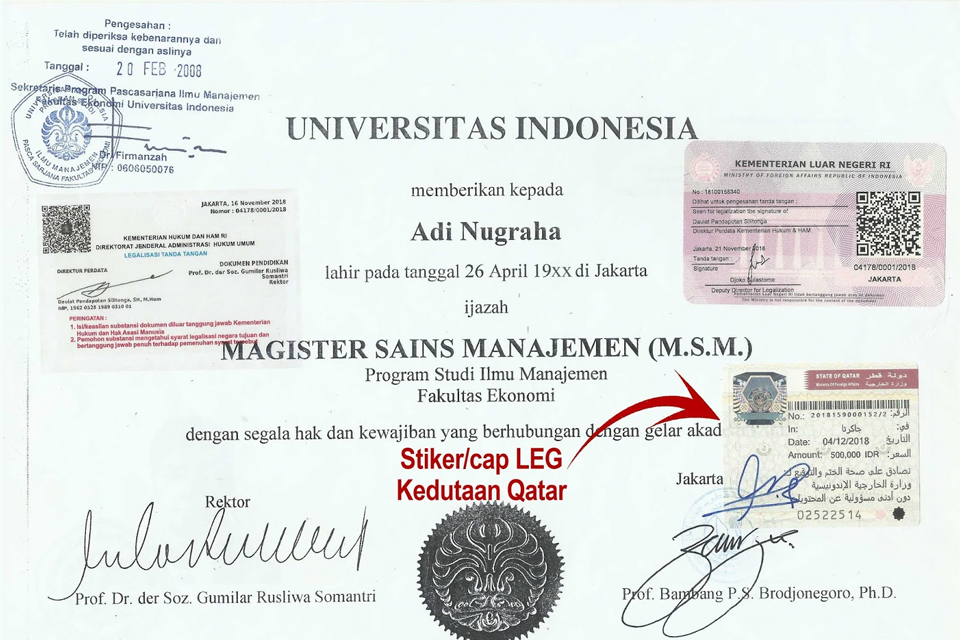 Pengesahan :
Telah diperiksa kebenarannya dan
sesuai dengan aslinya
Tanggal : 20 FEB 2008
Sekretaris Program Pascasarjana Ilmu Manajemen
Fakultas Ekonomi Universitas Indonesia
Dr. Firmanzah
NIP : 0606050076
UNIVERSITAS INDONESIA
ILMU MANAJEMEN
UNIVERSITAS INDONESIA
memberikan kepada
Adi Nugraha
lahir pada tanggal 26 April 19xx di Jakarta
ijazah
MAGISTER SAINS MANAJEMEN (M.S.M.)
Program Studi Ilmu Manajemen
Fakultas Ekonomi
dengan segala hak dan kewajiban yang berhubungan dengan gelar akad
JAKARTA, 16 November 2018
Nomor : 04178/0001/2018
KEMENTERIAN HUKUM DAN HAM RI
DIREKTORAT JENDERAL ADMINISTRASI HUKUM UMUM
LEGALISASI TANDA TANGAN
DIREKTUR PERDATA
DOKUMEN PENDIDIKAN
Prof. Dr. der Soz. Gumilar Rusliwa
Somantri
Rektor
Daulat Pandapotan Silitonga, SH, M.Hum
NIP. 1962 0528 1989 0310 01
PERINGATAN :
1. Isi/keaslian substansi dokumen diluar tanggung jawab Kementerian
Hukum dan Hak Asasi Manusia
2. Pemohon substansi mengetahui syarat legalisasi negara tujuan dan
bertanggung jawab penuh terhadap pemenuhan syarat
KEMENTERIAN LUAR NEGERI RI
MINISTRY OF FOREIGN AFFAIRS REPUBLIC OF INDONESIA
No : 18100158340
Dilihat untuk pengesahan tanda tangan :
Seen for legalization the signature of
Daulat Pandapotan Silitonga
Direktur Perdata Kementerian Hukum & HAM
Jakarta, 21 November
Tanda tangan :
Signature
Djoko Sulastame
Deputy Director for Legalization
04178/0001/2018
JAKARTA
STATE OF QATAR دولة قطر
Ministry Of Foreign Affairs وزارة الخارجية
No.: 2018159000152/2 الرقم:
In: جاكرتا في:
Date: 04/12/2018 التاريخ
Amount: 500,000 IDR السعر:
تصادق على صحة الختم والتوقيع
وزارة الخارجية الإندونيسية
دون أدنى مسؤولية عن المحتويات
02522514
Stiker/cap LEG
Kedutaan Qatar
Jakarta
Rektor
Prof. Dr. der Soz. Gumilar Rusliwa Somantri
Prof. Bambang P.S. Brodjonegoro, Ph.D.